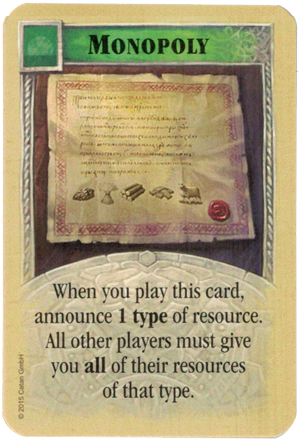 MONOPOLY
When you play this card,
announce 1 type of resource.
All other players must give
you all of their resources
of that type.
©2015 Catan GmbH